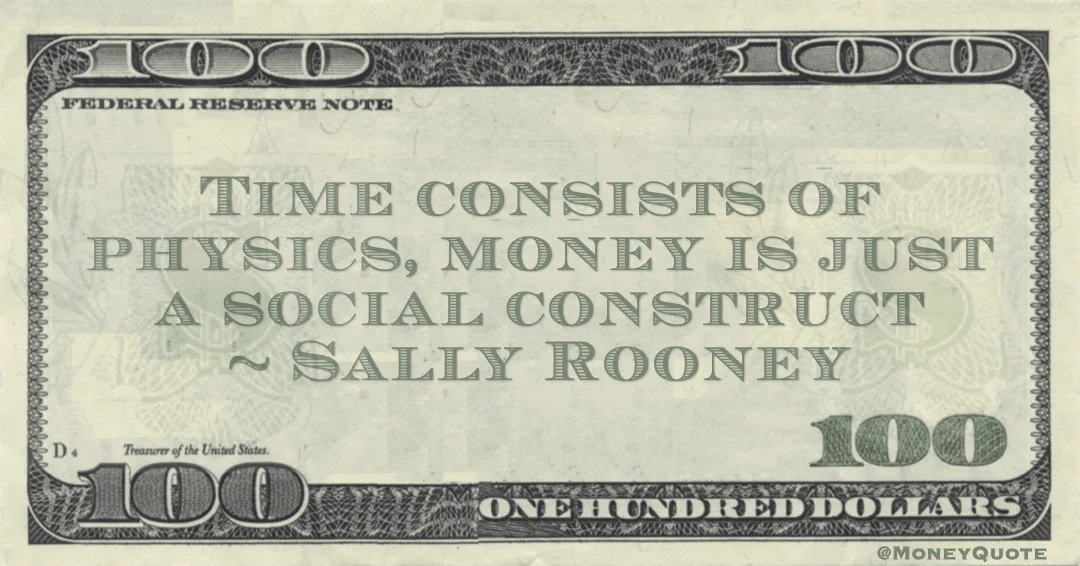 100 100
FEDERAL RESERVE NOTE
TIME CONSISTS OF
PHYSICS, MONEY IS JUST
A SOCIAL CONSTRUCT
~ SALLY ROONEY
100
D 4 Treasurer of the United States.
100 ONE HUNDRED DOLLARS
@MONEYQUOTE